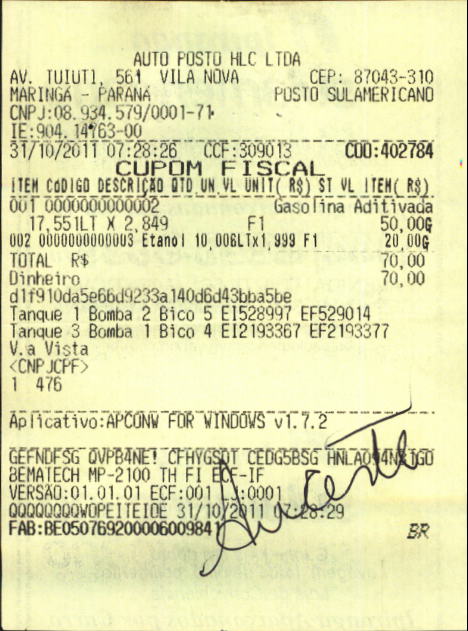 AUTO POSTO HLC LTDA
AV. TUIUTI, 561 VILA NOVA CEP: 87043-310
MARINGÁ - PARANÁ POSTO SULAMERICANO
CNPJ:08.934.579/0001-71
IE:904.14763-00
31/10/2011 07:28:26 CCF:309013 COO:402784
CUPOM FISCAL
ITEM CÓDIGO DESCRIÇÃO QTD UN VL UNIT( R$) ST VL ITEM( R$)
001 0000000000002 Gasolina Aditivada
17,551LT X 2,849 F1 50,00G
002 0000000000003 Etanol 10,006LTx1,999 F1 20,00G
TOTAL R$ 70,00
Dinheiro 70,00
d1f910da5e66d9233a140d6d43bba5be
Tanque 1 Bomba 2 Bico 5 EI528997 EF529014
Tanque 3 Bomba 1 Bico 4 EI2193367 EF2193377
V.a Vista
<CNPJCPF>
1 476
Aplicativo:APCONW FOR WINDOWS v1.7.2
GEFNDFSG QVPB4NE! CFHYGSDT CEDG5BSG
BEMATECH MP-2100 TH FI ECF-IF
VERSÃO:01.01.01 ECF:001 LJ:0001
QQQQQQQQWOPEITEIOE 31/10/2011 07:28:29
FAB:BE050769200006009841 BR